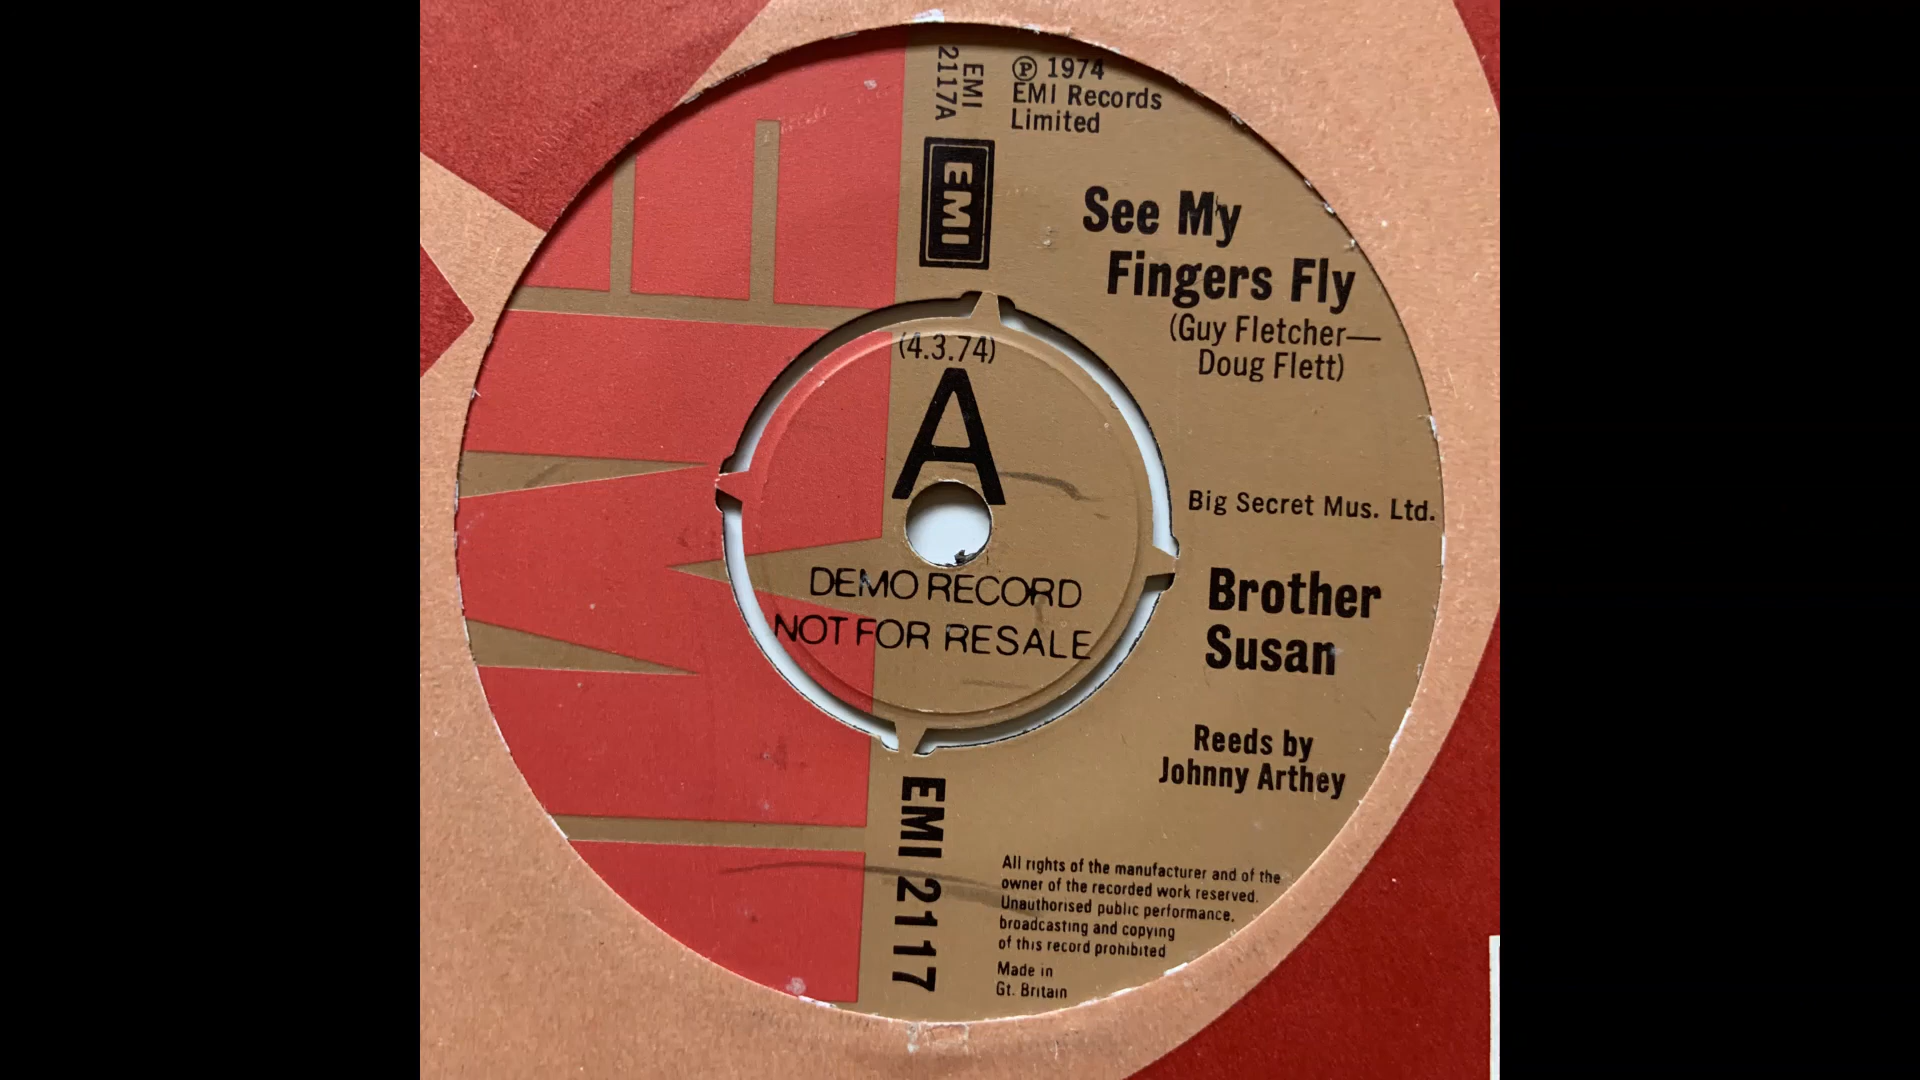 EMI
2117A
Ⓟ 1974
EMI Records
Limited
EMI
See My
Fingers Fly
(Guy Fletcher—
Doug Flett)
(4.3.74)
A
Big Secret Mus. Ltd.
DEMO RECORD
NOT FOR RESALE
Brother
Susan
Reeds by
Johnny Arthey
EMI 2117
All rights of the manufacturer and of the
owner of the recorded work reserved.
Unauthorised public performance,
broadcasting and copying
of this record prohibited
Made in
Gt. Britain